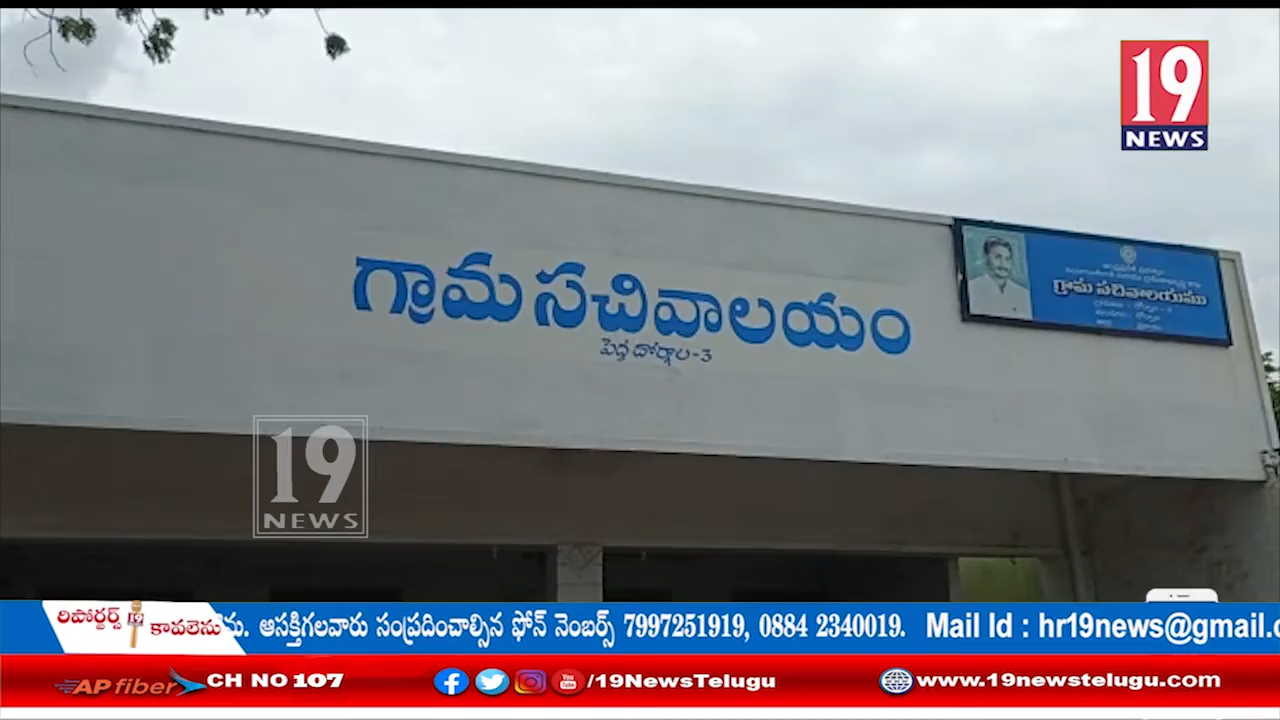 19
NEWS
గ్రామ సచివాలయం
పెద్ద దోర్నాల -3
గ్రామ సచివాలయము
19
NEWS
రిపోర్టర్స్ 19 కావలెను
ను. ఆసక్తిగలవారు సంప్రదించాల్సిన ఫోన్ నెంబర్స్ 7997251919, 0884 2340019. Mail Id : hr19news@gmail.c
AP fiber CH NO 107 /19NewsTelugu www.19newstelugu.com